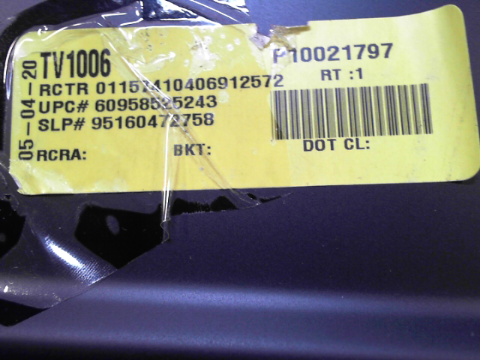 05-04-20
TV1006
P10021797
RCTR 01157410406912572
RT :1
UPC# 60958525243
SLP# 95160472758
RCRA:
BKT:
DOT CL: